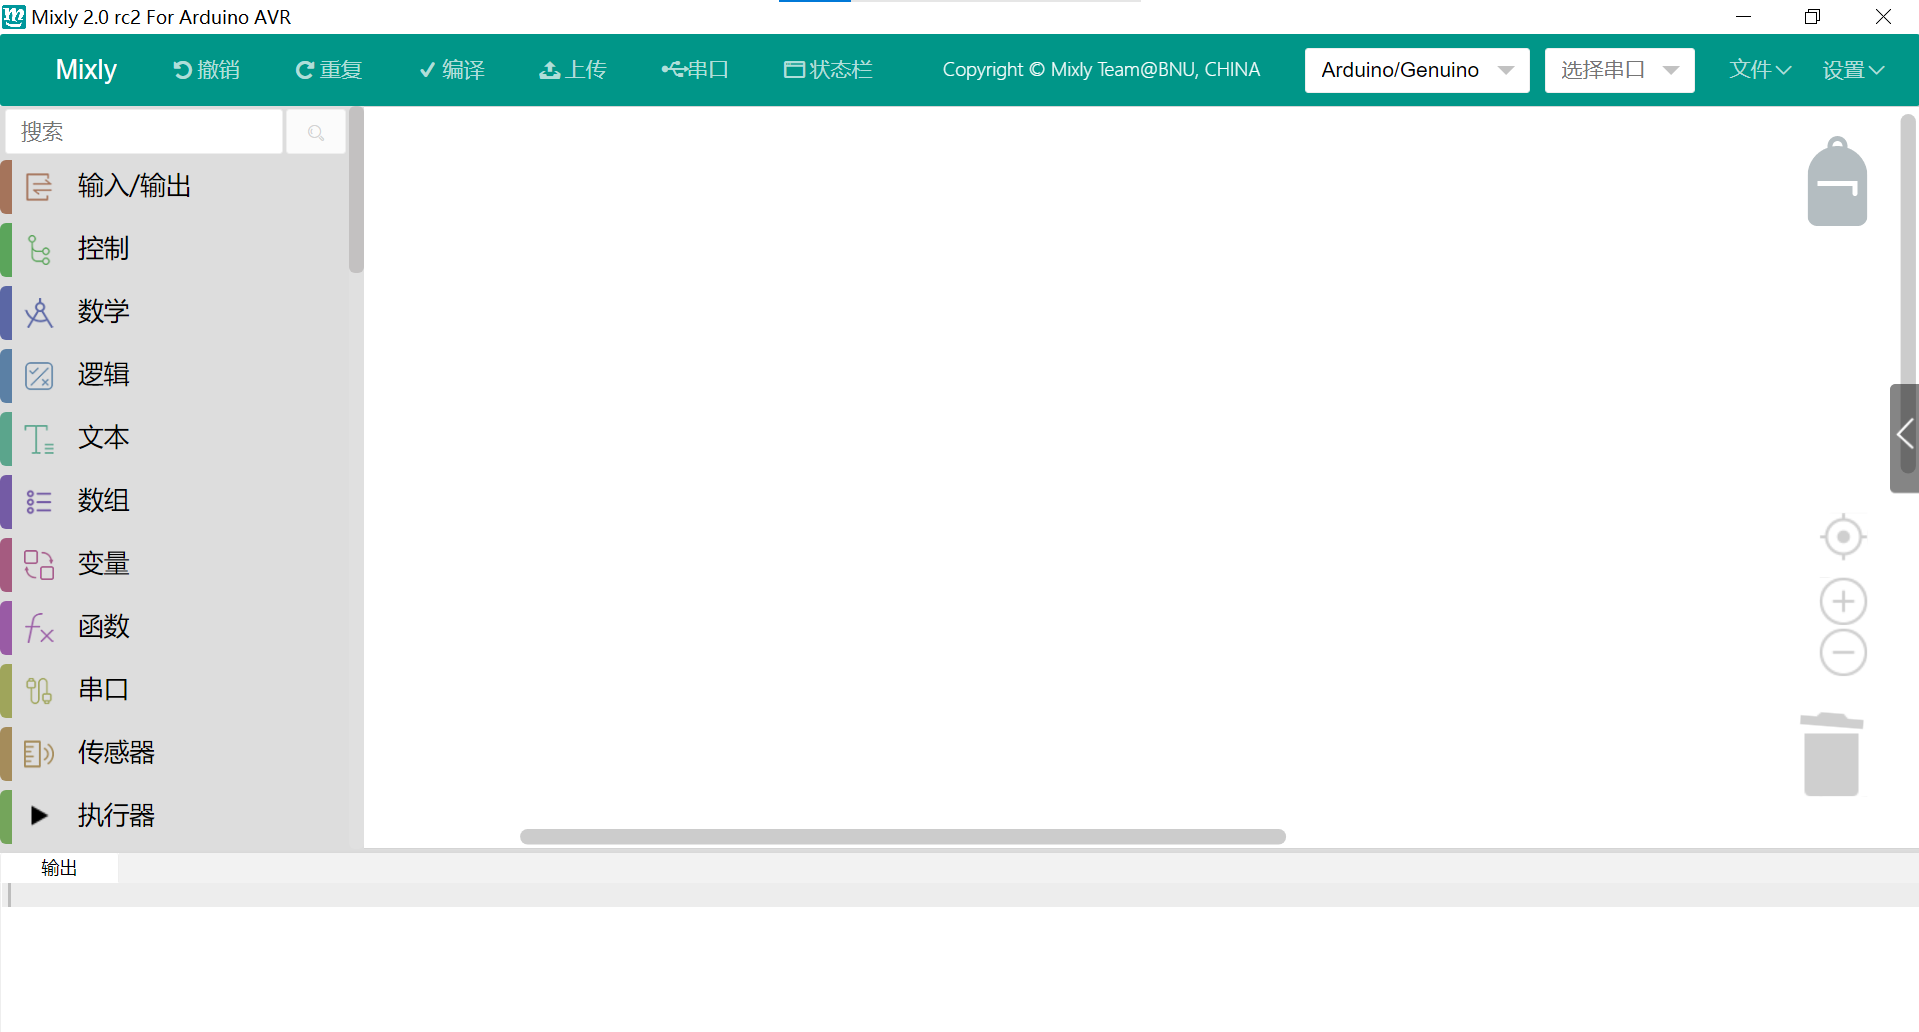 Mixly 2.0 rc2 For Arduino AVR
Mixly 撤销 重复 编译 上传 串口 状态栏 Copyright © Mixly Team@BNU, CHINA Arduino/Genuino 选择串口 文件 设置
搜索
输入/输出
控制
数学
逻辑
文本
数组
变量
函数
串口
传感器
执行器
输出